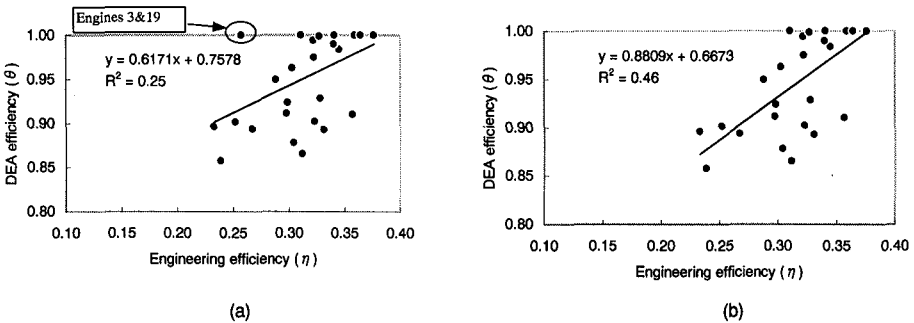 Engines 3&19
DEA efficiency (θ)
1.00
0.95
0.90
0.85
0.80
y = 0.6171x + 0.7578
R² = 0.25
0.10 0.15 0.20 0.25 0.30 0.35 0.40
Engineering efficiency (η)
(a)
DEA efficiency (θ)
1.00
0.95
0.90
0.85
0.80
y = 0.8809x + 0.6673
R² = 0.46
0.10 0.15 0.20 0.25 0.30 0.35 0.40
Engineering efficiency (η)
(b)